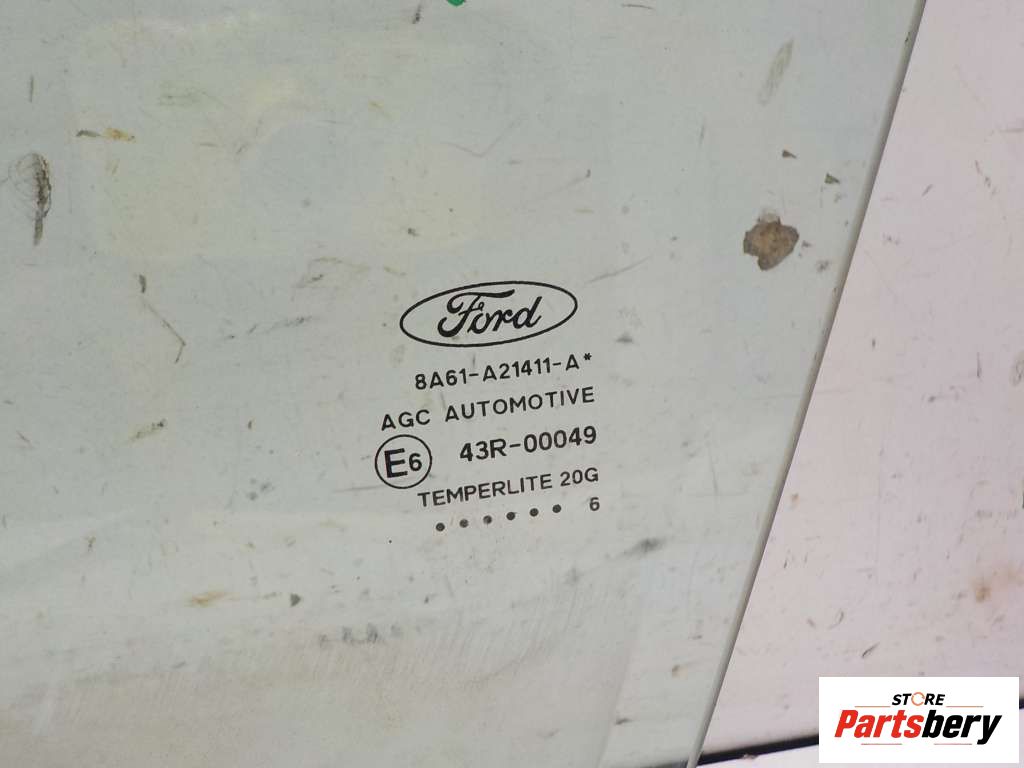 Ford
8A61-A21411-A*
AGC AUTOMOTIVE
E6 43R-00049
TEMPERLITE 20G
• • • • • • 6
STORE
Partsbery